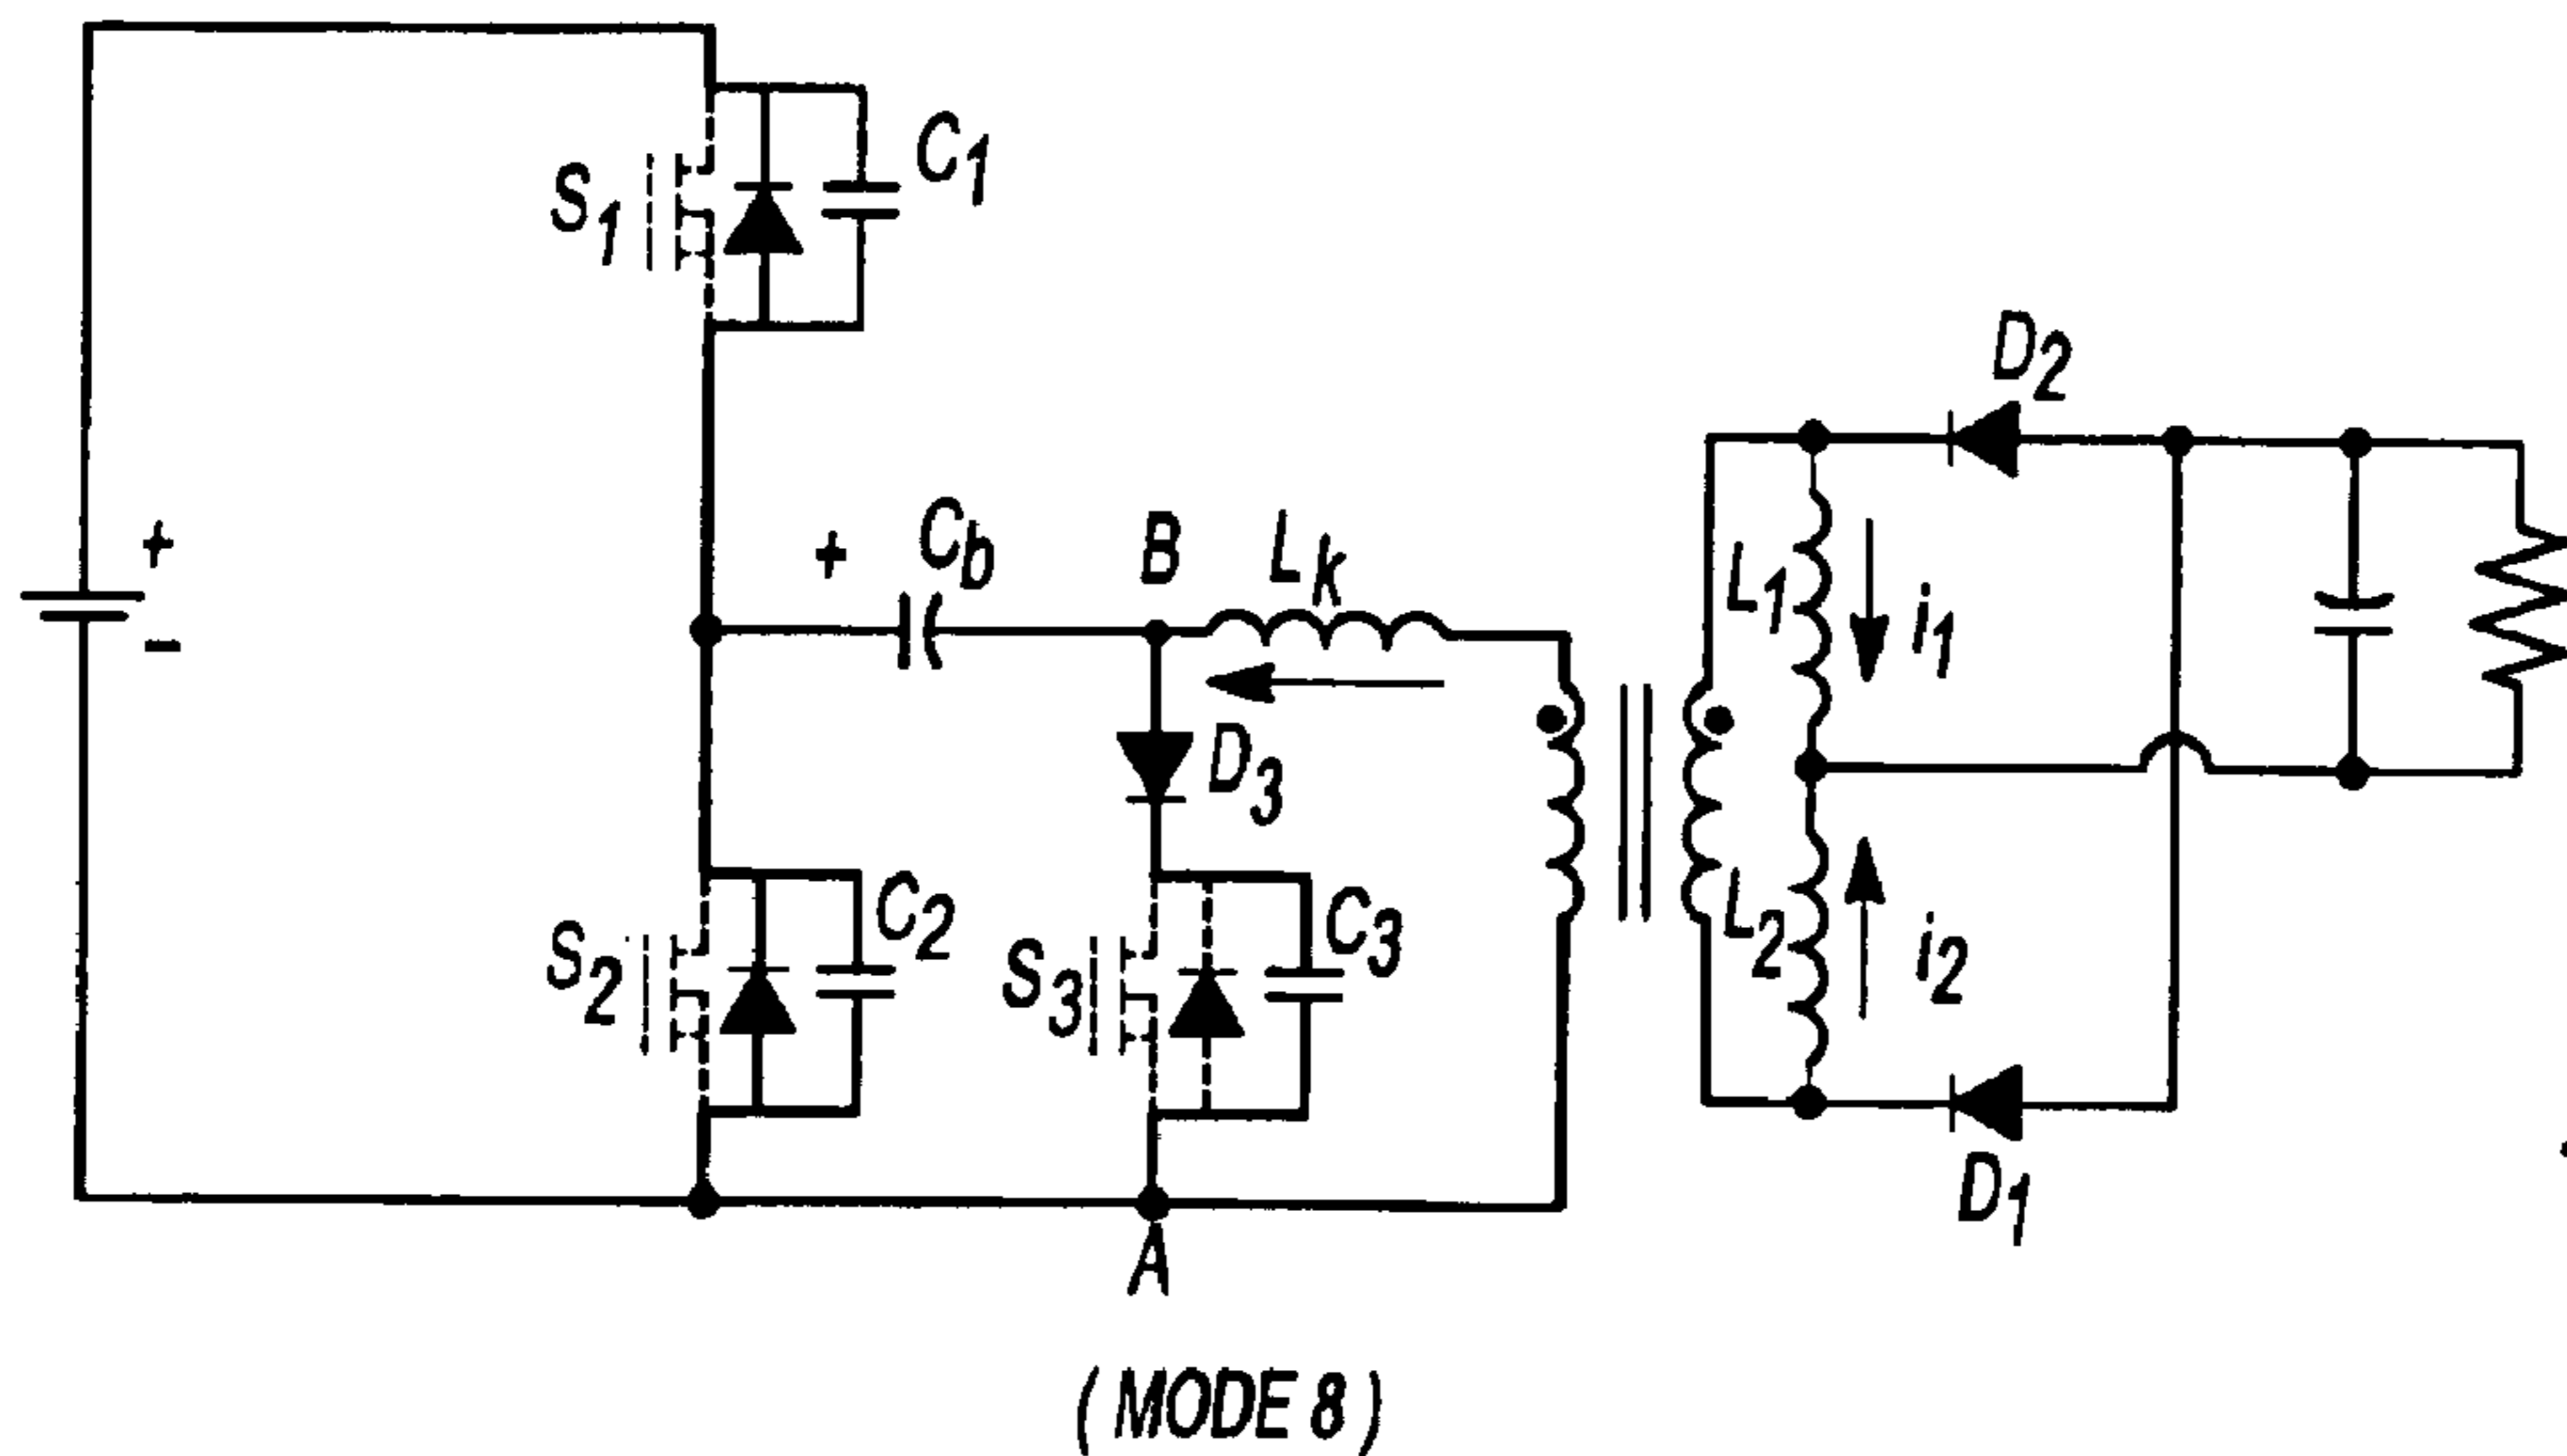 C1
S1
D2
+
Cb
B
Lk
+
-
L1
i1
D3
C2
S2
C3
S3
L2
i2
D1
A
( MODE 8 )